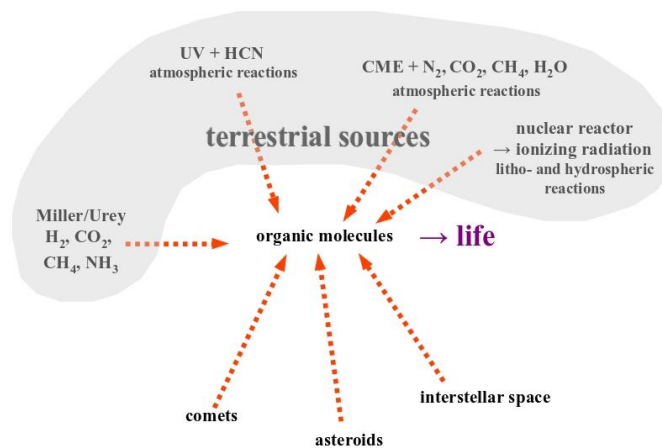 UV + HCN
atmospheric reactions
CME + N₂, CO₂, CH₄, H₂O
atmospheric reactions
terrestrial sources
nuclear reactor
→ ionizing radiation
litho- and hydrospheric
reactions
Miller/Urey
H₂, CO₂,
CH₄, NH₃
organic molecules → life
comets
asteroids
interstellar space